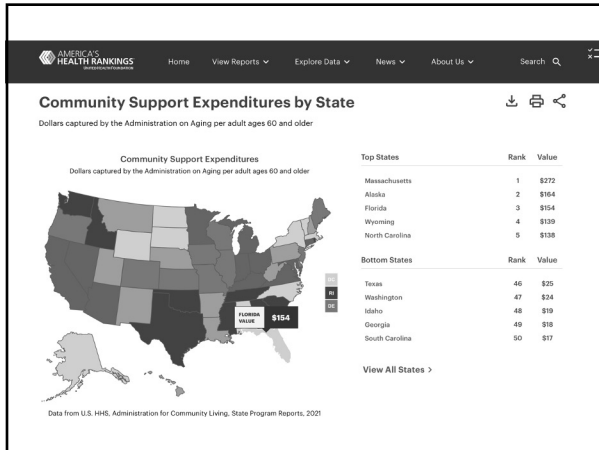 AMERICA'S
HEALTH RANKINGS
UNITED HEALTH FOUNDATION
Home View Reports Explore Data News About Us Search
Community Support Expenditures by State
Dollars captured by the Administration on Aging per adult ages 60 and older
Community Support Expenditures
Dollars captured by the Administration on Aging per adult ages 60 and older
DC
RI
DE
FLORIDA
VALUE $154
Data from U.S. HHS, Administration for Community Living, State Program Reports, 2021
Top States Rank Value
Massachusetts 1 $272
Alaska 2 $164
Florida 3 $154
Wyoming 4 $139
North Carolina 5 $138
Bottom States Rank Value
Texas 46 $25
Washington 47 $24
Idaho 48 $19
Georgia 49 $18
South Carolina 50 $17
View All States >